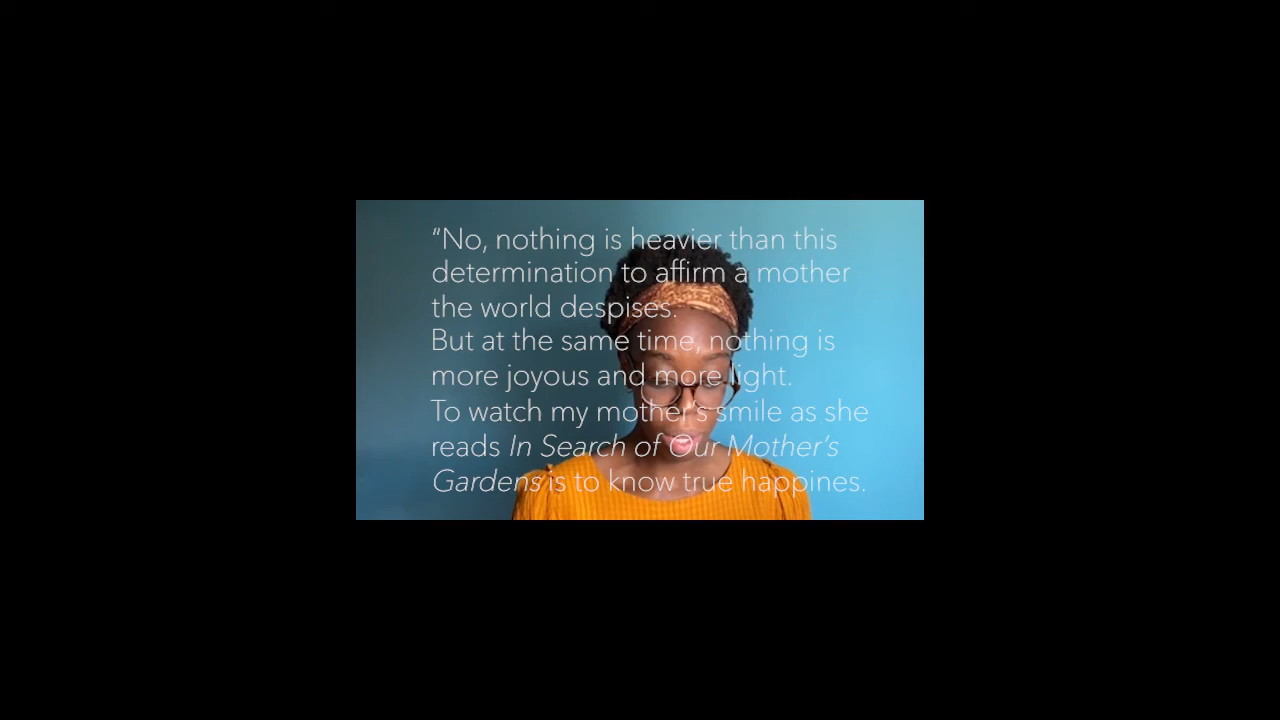 “No, nothing is heavier than this
determination to affirm a mother
the world despises.
But at the same time, nothing is
more joyous and more light.
To watch my mother’s smile as she
reads In Search of Our Mother’s
Gardens is to know true happines.